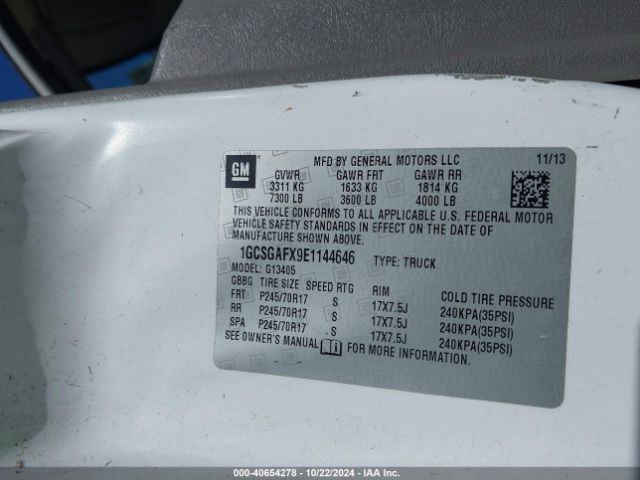 GM
MFD BY GENERAL MOTORS LLC 11/13
GVWR GAWR FRT GAWR RR
3311 KG 1633 KG 1814 KG
7300 LB 3600 LB 4000 LB
THIS VEHICLE CONFORMS TO ALL APPLICABLE U.S. FEDERAL MOTOR
VEHICLE SAFETY STANDARDS IN EFFECT ON THE DATE OF
MANUFACTURE SHOWN ABOVE.
1GCSGAFX9E1144646 TYPE: TRUCK
MODEL: G13405
GBBG TIRE SIZE SPEED RTG RIM COLD TIRE PRESSURE
FRT P245/70R17 S 17X7.5J 240KPA(35PSI)
RR P245/70R17 S 17X7.5J 240KPA(35PSI)
SPA P245/70R17 S 17X7.5J 240KPA(35PSI)
SEE OWNER'S MANUAL FOR MORE INFORMATION.
000-40654278 - 10/22/2024 - IAA Inc.